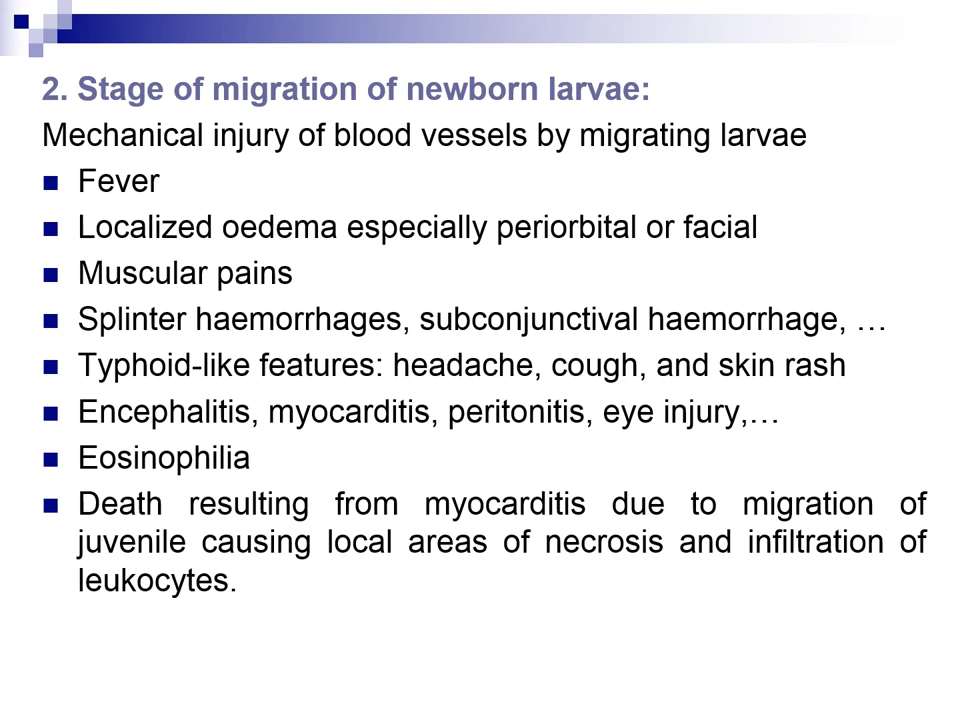 2. Stage of migration of newborn larvae:
Mechanical injury of blood vessels by migrating larvae
■ Fever
■ Localized oedema especially periorbital or facial
■ Muscular pains
■ Splinter haemorrhages, subconjunctival haemorrhage, …
■ Typhoid-like features: headache, cough, and skin rash
■ Encephalitis, myocarditis, peritonitis, eye injury,…
■ Eosinophilia
■ Death resulting from myocarditis due to migration of
juvenile causing local areas of necrosis and infiltration of
leukocytes.